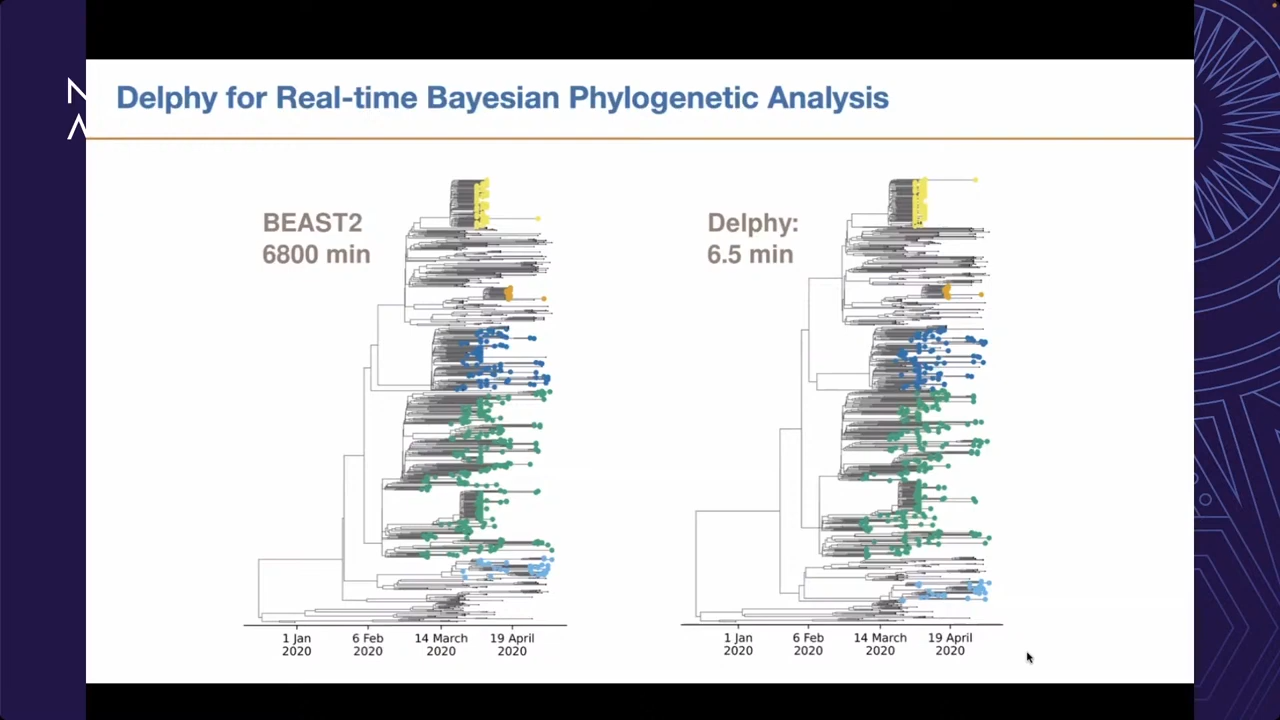 Delphy for Real-time Bayesian Phylogenetic Analysis
BEAST2
6800 min
Delphy:
6.5 min
1 Jan 2020
6 Feb 2020
14 March 2020
19 April 2020
1 Jan 2020
6 Feb 2020
14 March 2020
19 April 2020